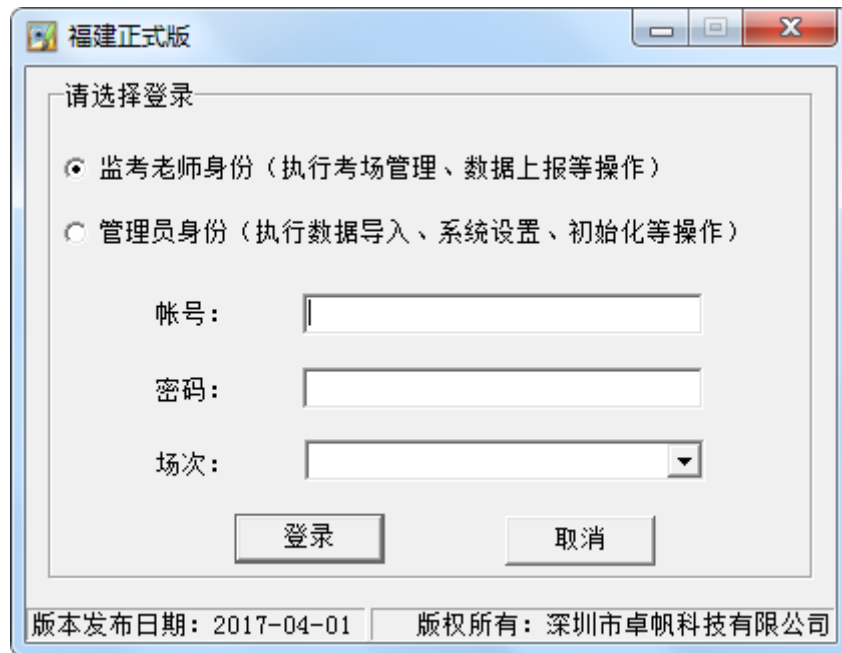 福建正式版
请选择登录
监考老师身份（执行考场管理、数据上报等操作）
管理员身份（执行数据导入、系统设置、初始化等操作）
帐号：
密码：
场次：
登录 取消
版本发布日期：2017-04-01 版权所有：深圳市卓帆科技有限公司